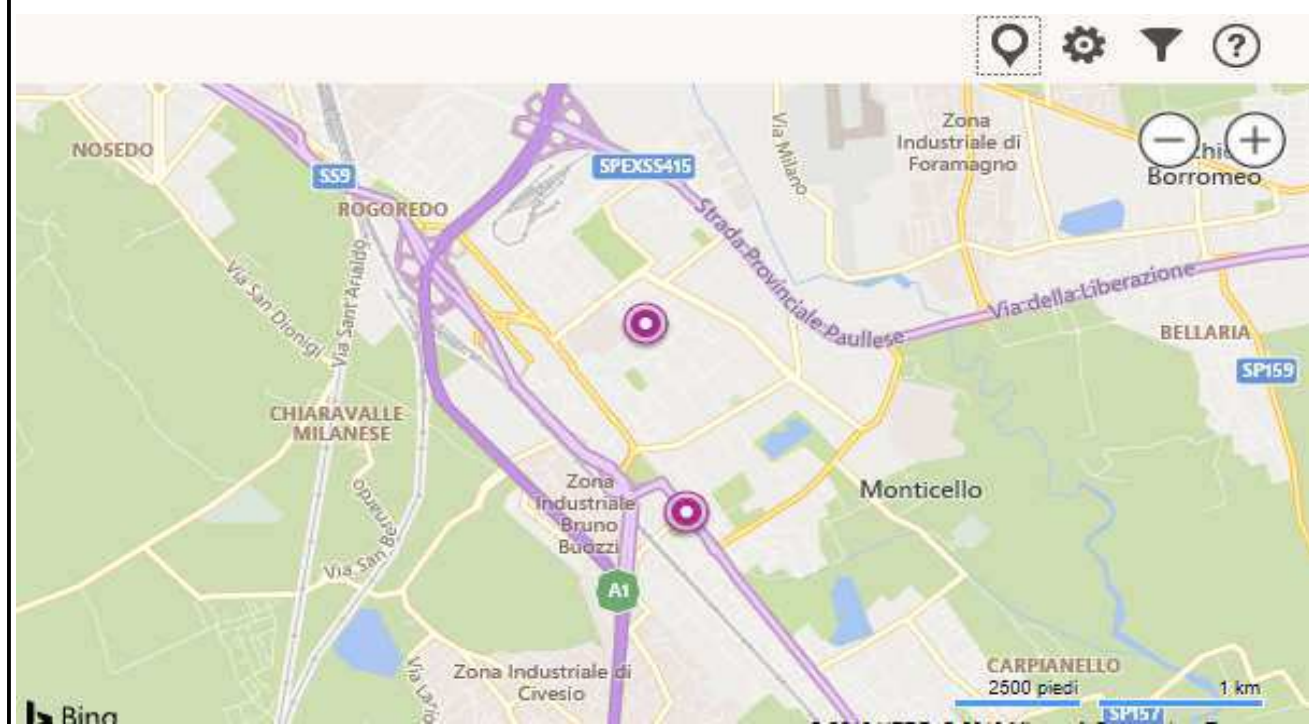 ?
NOSEDO
SS9
SPEXSS415
Via Milano
Zona
Industriale di
Foramagno
Borromeo
ROGOREDO
Strada Provinciale Paullese
Via San Dionigi
Via Sant'Arialdo
Via della Liberazione
BELLARIA
SP159
CHIARAVALLE
MILANESE
Zona
Industriale
Bruno
Buozzi
Monticello
Via San Bernardo
A1
Zona Industriale di
Civesio
CARPIANELLO
2500 piedi
1 km
SP157
Bing